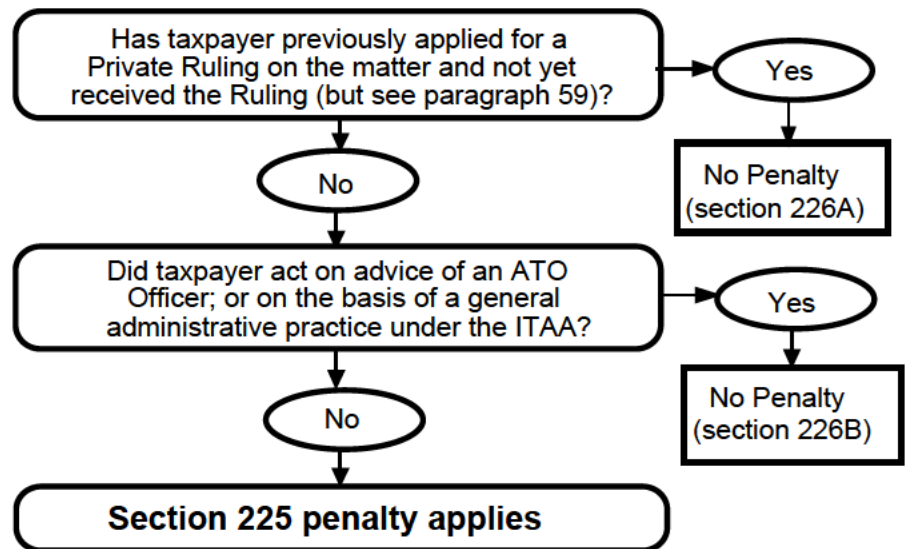 Has taxpayer previously applied for a
Private Ruling on the matter and not yet
received the Ruling (but see paragraph 59)?
Yes
No Penalty
(section 226A)
No
Did taxpayer act on advice of an ATO
Officer; or on the basis of a general
administrative practice under the ITAA?
Yes
No Penalty
(section 226B)
No
Section 225 penalty applies